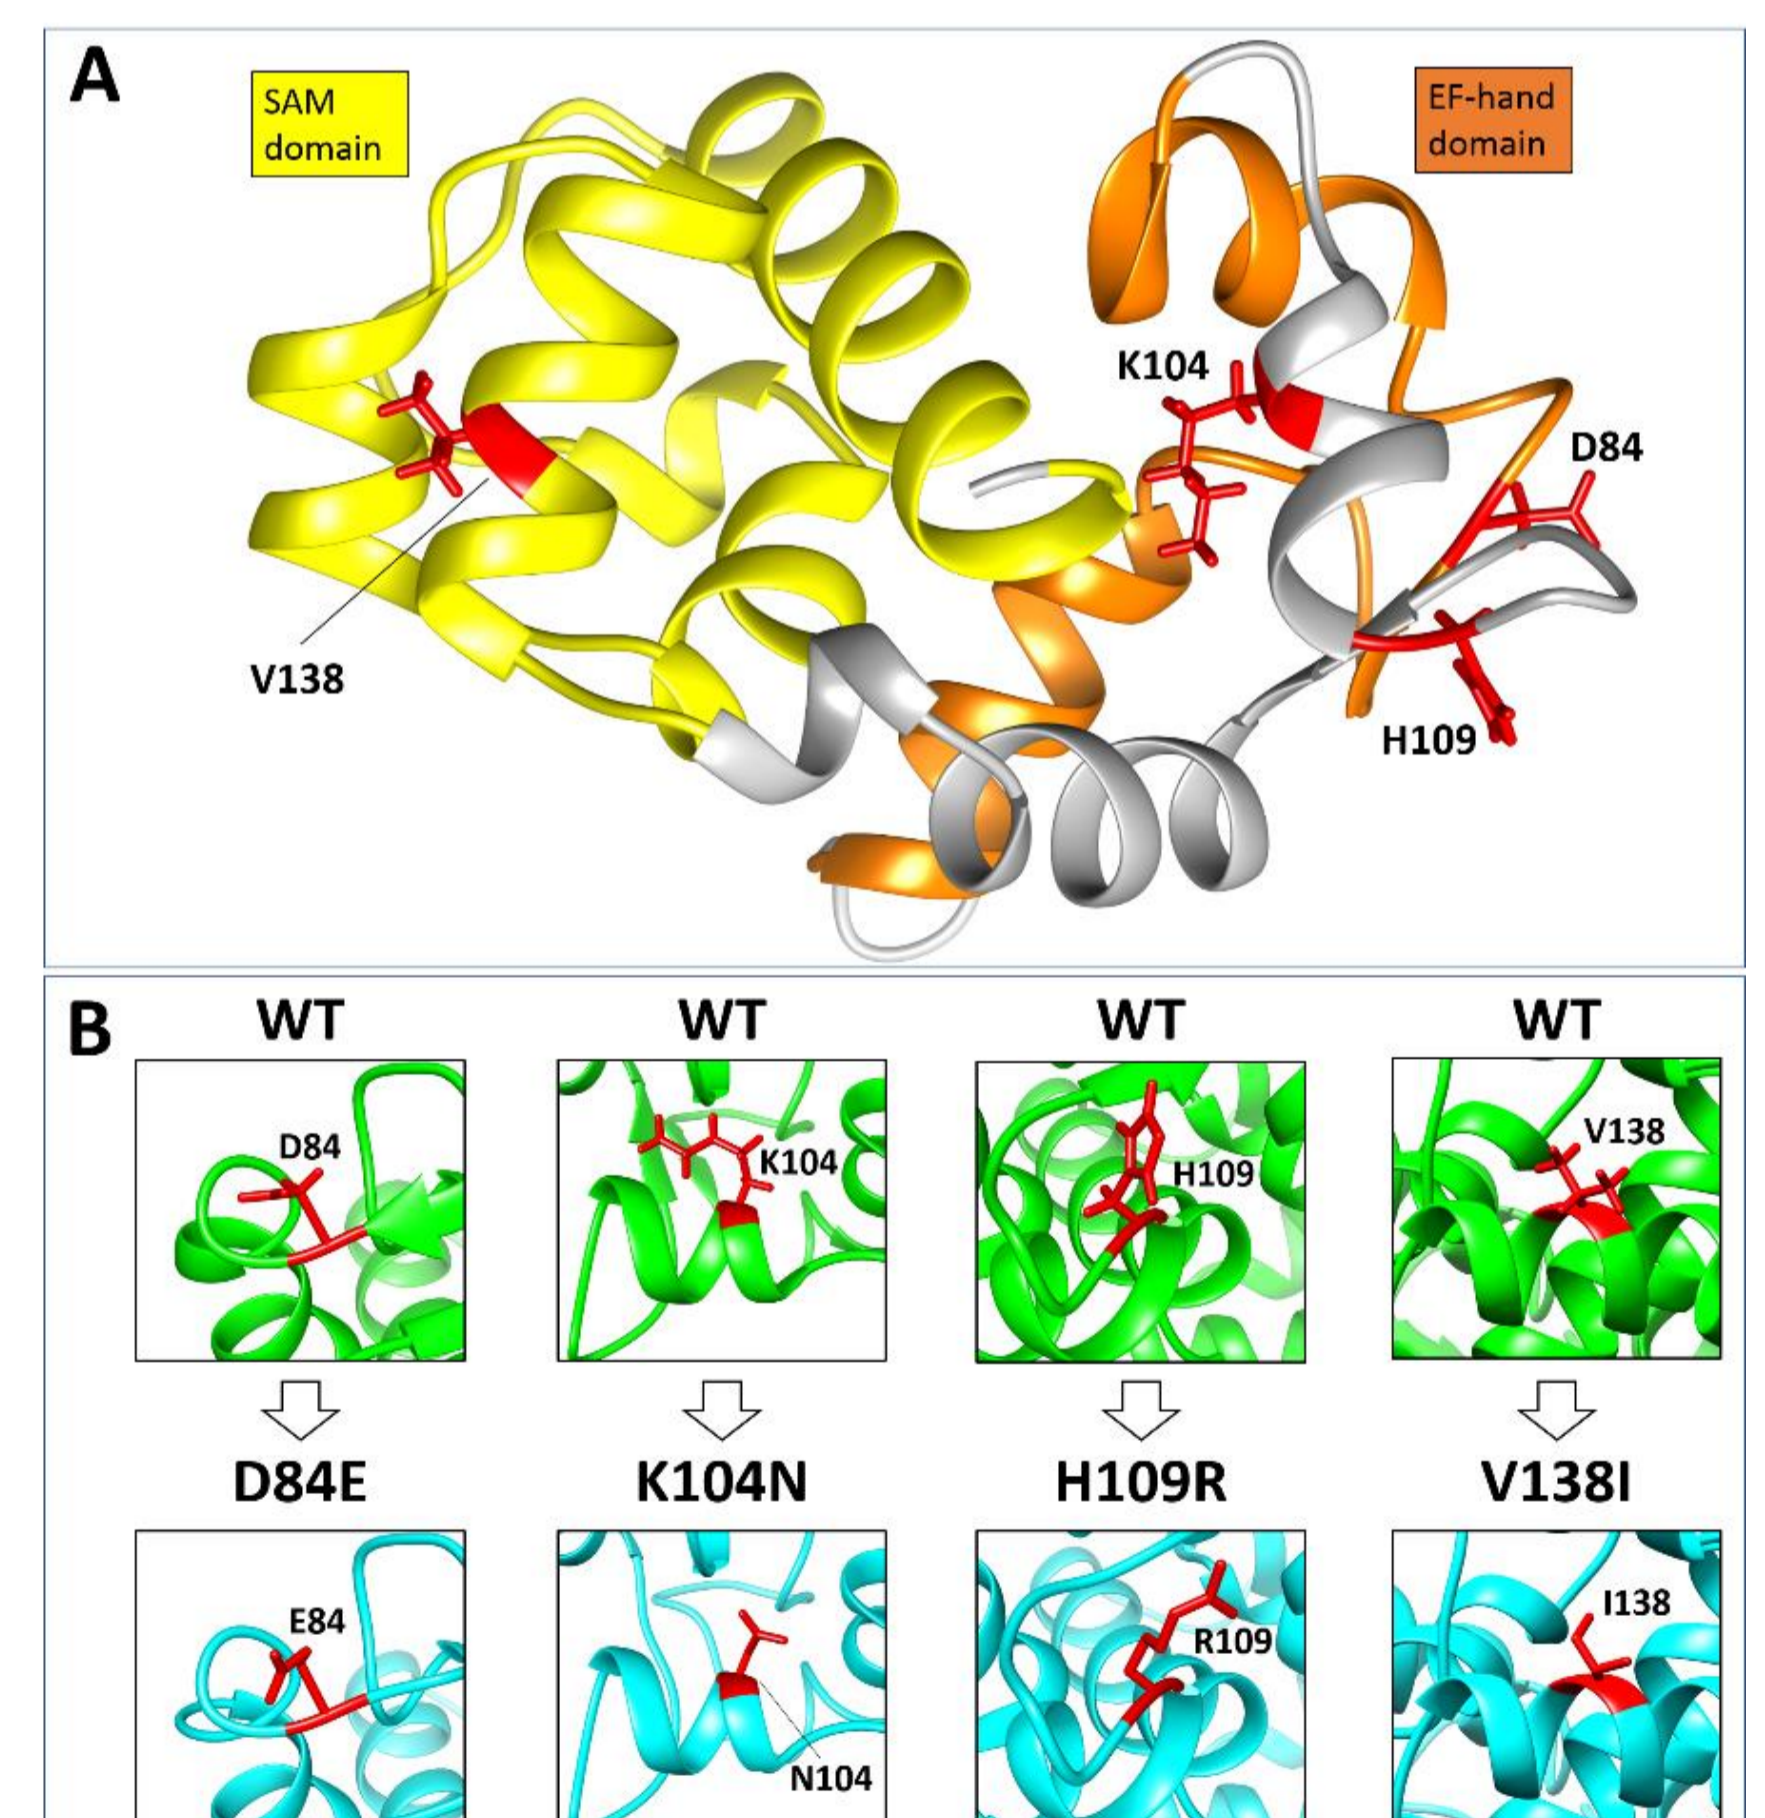 A
SAM
domain
EF-hand
domain
K104
D84
V138
H109
B
WT
WT
WT
WT
D84
K104
H109
V138
D84E
K104N
H109R
V138I
E84
N104
R109
I138